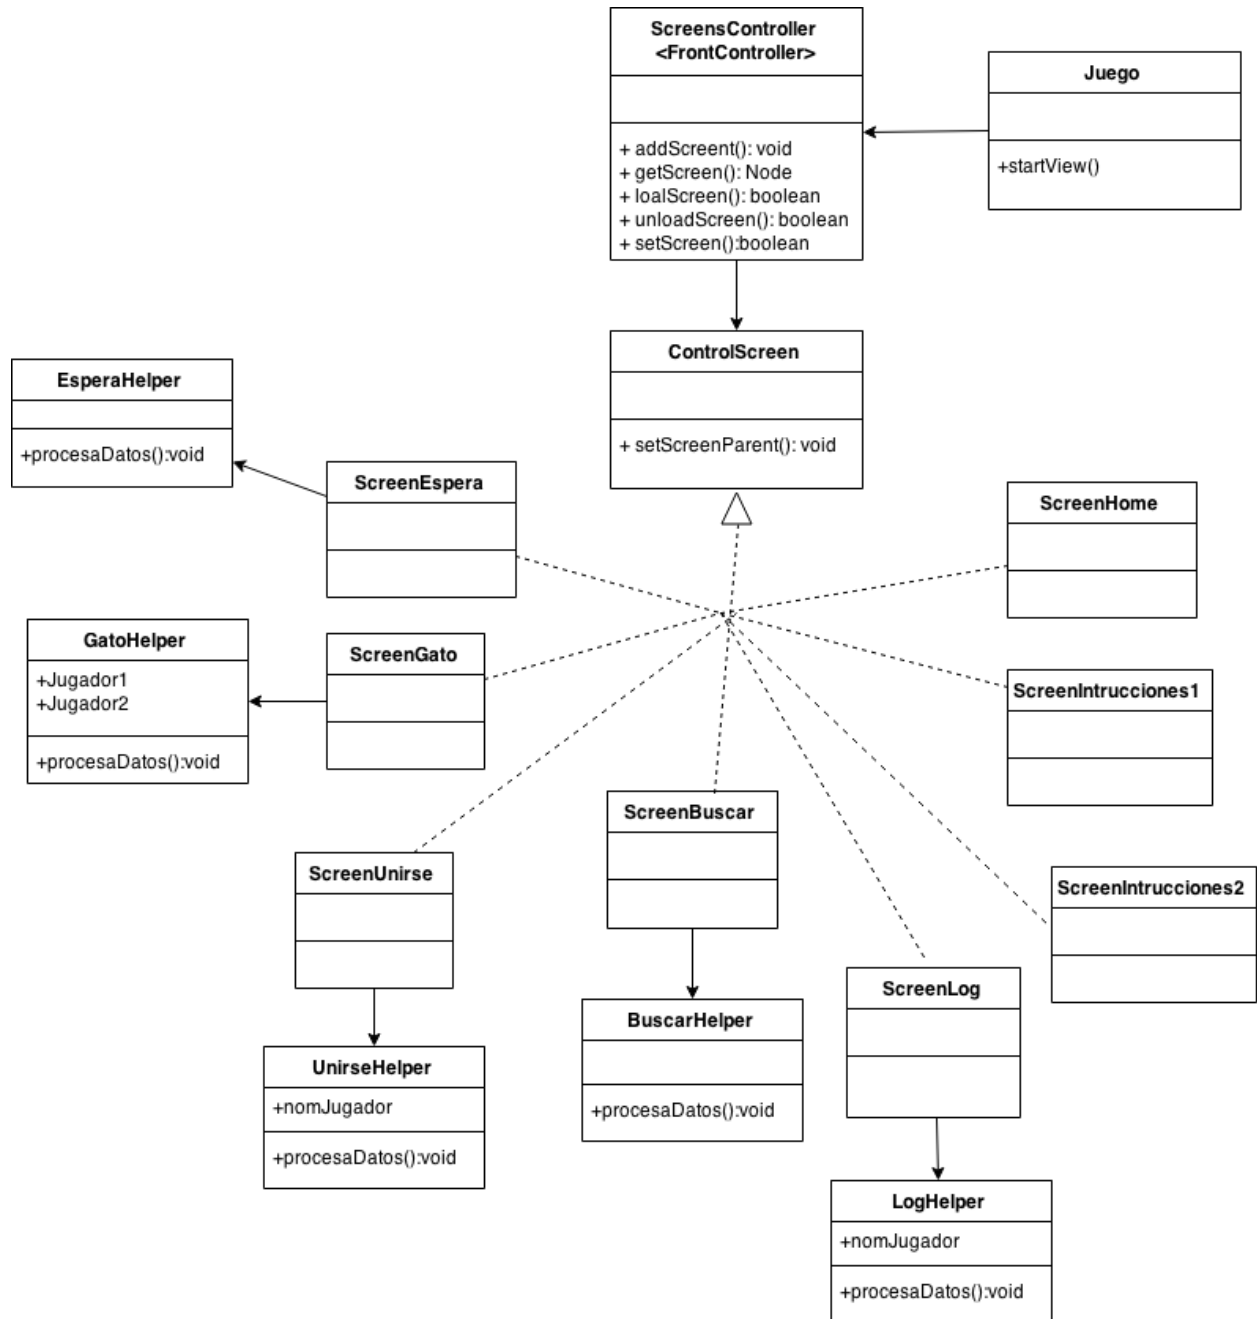 ScreensController
<FrontController>
+ addScreent(): void
+ getScreen(): Node
+ loalScreen(): boolean
+ unloadScreen(): boolean
+ setScreen():boolean
Juego
+startView()
ControlScreen
+ setScreenParent(): void
EsperaHelper
+procesaDatos():void
ScreenEspera
ScreenHome
GatoHelper
+Jugador1
+Jugador2
+procesaDatos():void
ScreenGato
ScreenIntrucciones1
ScreenBuscar
ScreenUnirse
ScreenIntrucciones2
ScreenLog
BuscarHelper
+procesaDatos():void
UnirseHelper
+nomJugador
+procesaDatos():void
LogHelper
+nomJugador
+procesaDatos():void